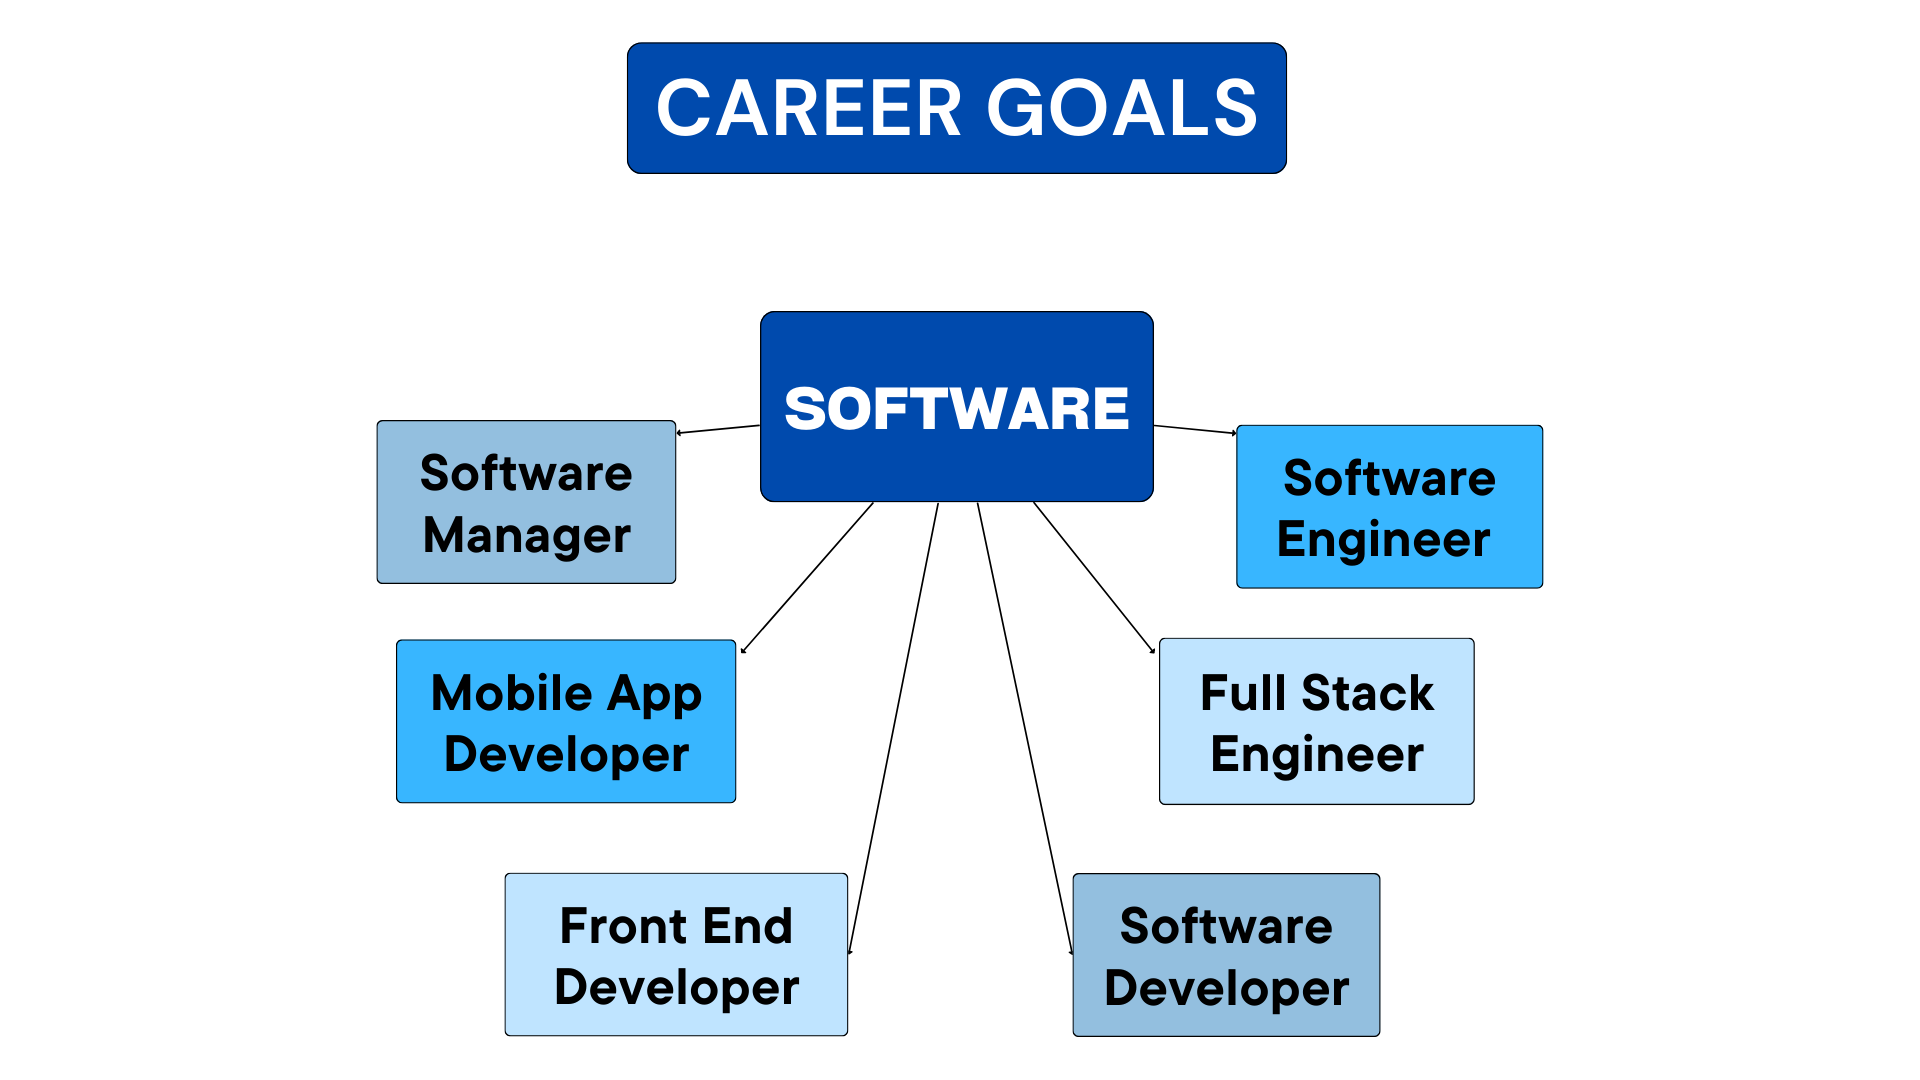 CAREER GOALS
SOFTWARE
Software
Manager
Software
Engineer
Mobile App
Developer
Full Stack
Engineer
Front End
Developer
Software
Developer